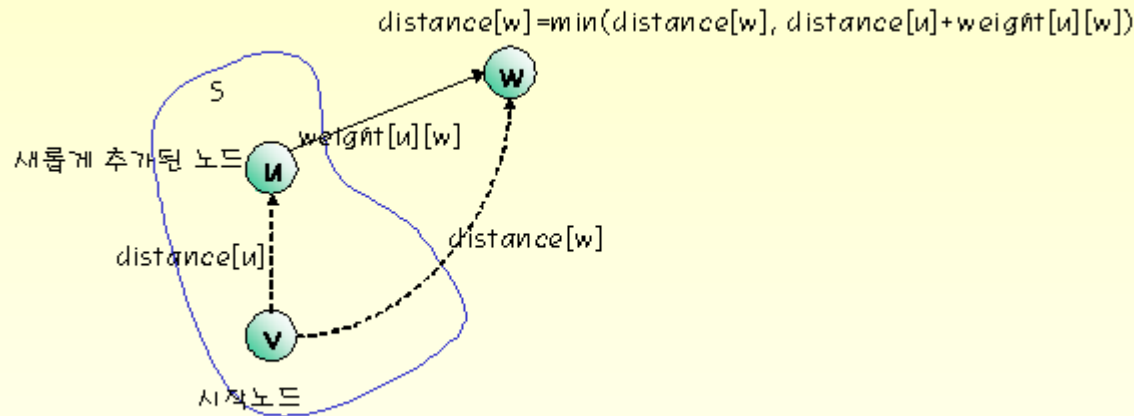 distance[w]=min(distance[w], distance[u]+weight[u][w])
S
w
weight[u][w]
새롭게 추가된 노드
u
distance[w]
distance[u]
v
시작노드